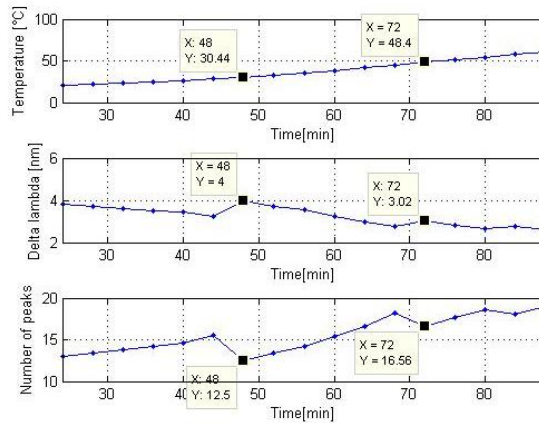 Temperature [°C]
100
50
0
X: 48
Y: 30.44
X = 72
Y = 48.4
30
40
50
60
70
80
Time[min]
Delta lambda [nm]
6
4
2
X = 48
Y = 4
X: 72
Y: 3.02
30
40
50
60
70
80
Time[min]
Number of peaks
20
15
10
X: 48
Y: 12.5
X = 72
Y = 16.56
30
40
50
60
70
80
Time[min]